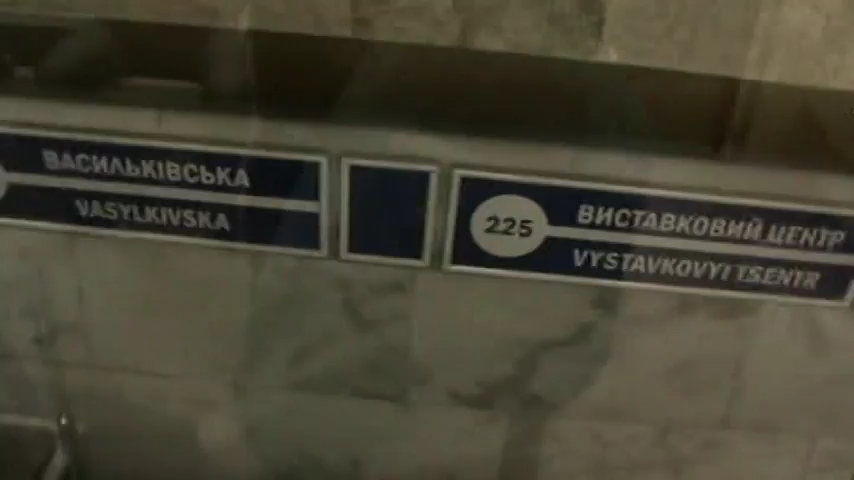 ВАСИЛЬКІВСЬКА
VASYLKIVSKA
225
ВИСТАВКОВИЙ ЦЕНТР
VYSTAVKOVYI TSENTR